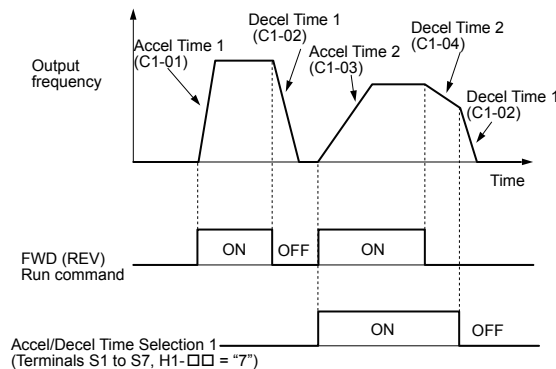 Output
frequency
Accel Time 1
(C1-01)
Decel Time 1
(C1-02)
Accel Time 2
(C1-03)
Decel Time 2
(C1-04)
Decel Time 1
(C1-02)
Time
FWD (REV)
Run command
ON
OFF
ON
Accel/Decel Time Selection 1
(Terminals S1 to S7, H1-□□ = “7”)
ON
OFF